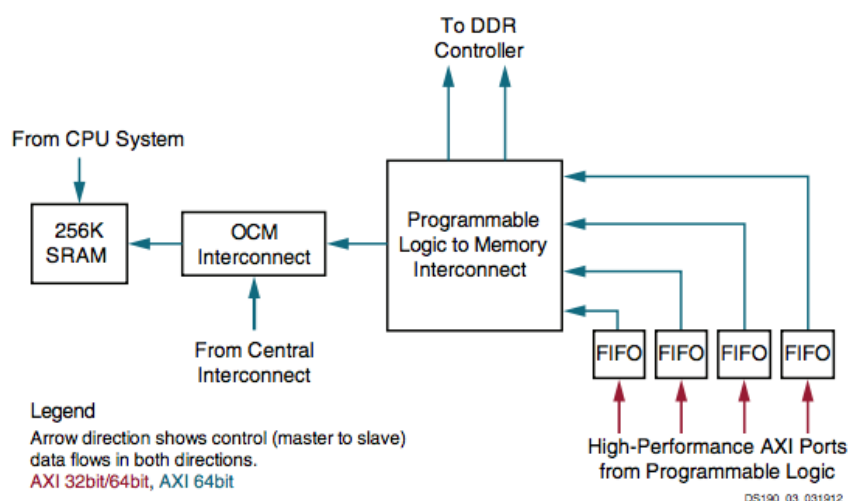 To DDR
Controller
From CPU System
256K
SRAM
OCM
Interconnect
Programmable
Logic to Memory
Interconnect
From Central
Interconnect
FIFO FIFO FIFO FIFO
High-Performance AXI Ports
from Programmable Logic
Legend
Arrow direction shows control (master to slave)
data flows in both directions.
AXI 32bit/64bit, AXI 64bit
DS190_03_031912